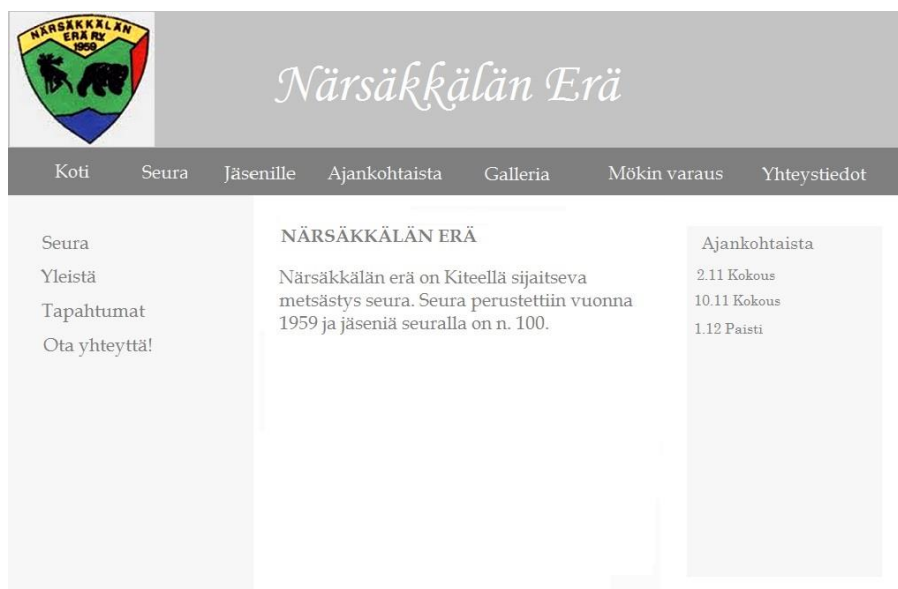 NÄRSÄKKÄLÄN
ERÄ RY
1959
Närsäkkälän Erä
Koti Seura Jäsenille Ajankohtaista Galleria Mökin varaus Yhteystiedot
Seura
Yleistä
Tapahtumat
Ota yhteyttä!
NÄRSÄKKÄLÄN ERÄ
Närsäkkälän erä on Kiteellä sijaitseva
metsästys seura. Seura perustettiin vuonna
1959 ja jäseniä seuralla on n. 100.
Ajankohtaista
2.11 Kokous
10.11 Kokous
1.12 Paisti